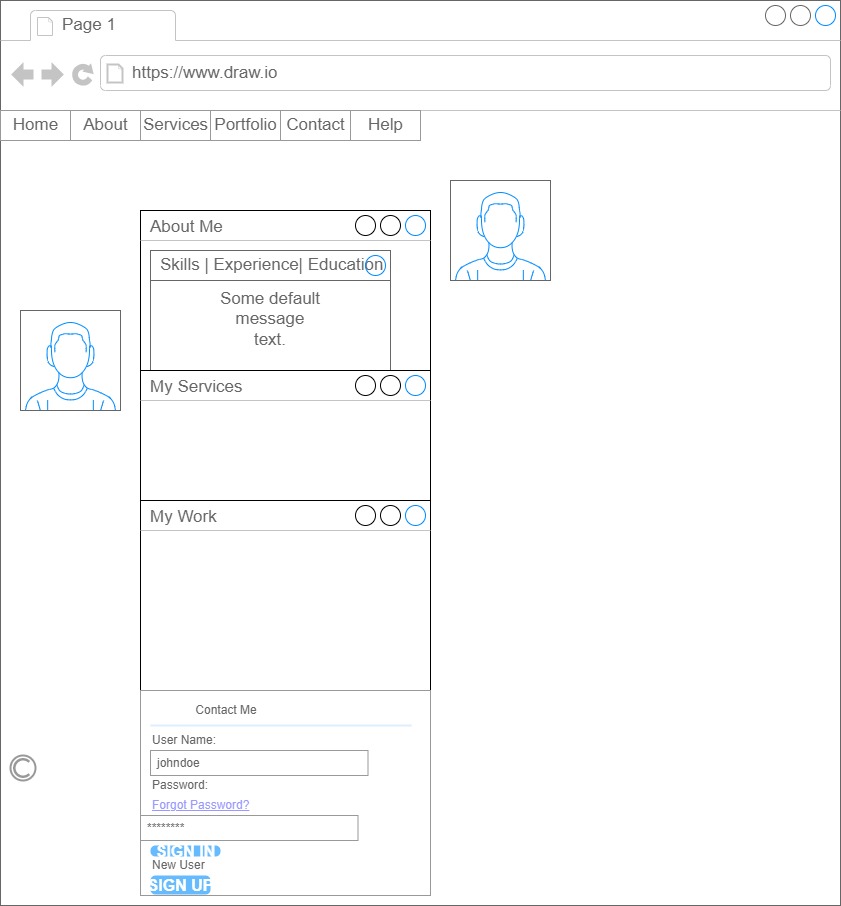 Page 1
https://www.draw.io
Home About Services Portfolio Contact Help
About Me
Skills | Experience| Education
Some default
message
text.
My Services
My Work
Contact Me
User Name:
johndoe
Password:
Forgot Password?
********
SIGN IN
New User
SIGN UP
©